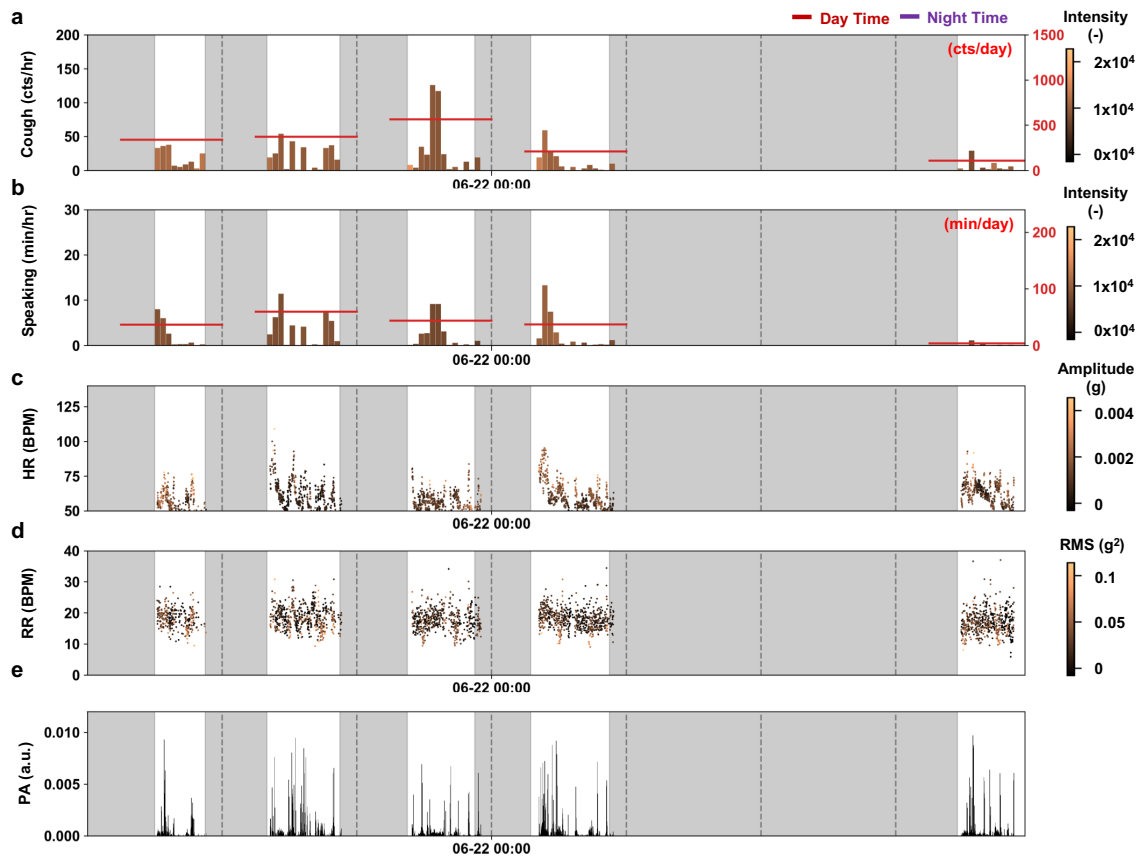 a
Day Time
Night Time
Intensity
(-)
200
150
100
50
0
Cough (cts/hr)
(cts/day)
1500
1000
500
0
2x10⁴
1x10⁴
0x10⁴
06-22 00:00
b
30
20
10
0
Speaking (min/hr)
(min/day)
200
100
0
Intensity
(-)
2x10⁴
1x10⁴
0x10⁴
06-22 00:00
c
125
100
75
50
HR (BPM)
Amplitude
(g)
0.004
0.002
0
06-22 00:00
d
40
30
20
10
0
RR (BPM)
RMS (g²)
0.1
0.05
0
06-22 00:00
e
0.010
0.005
0.000
PA (a.u.)
06-22 00:00